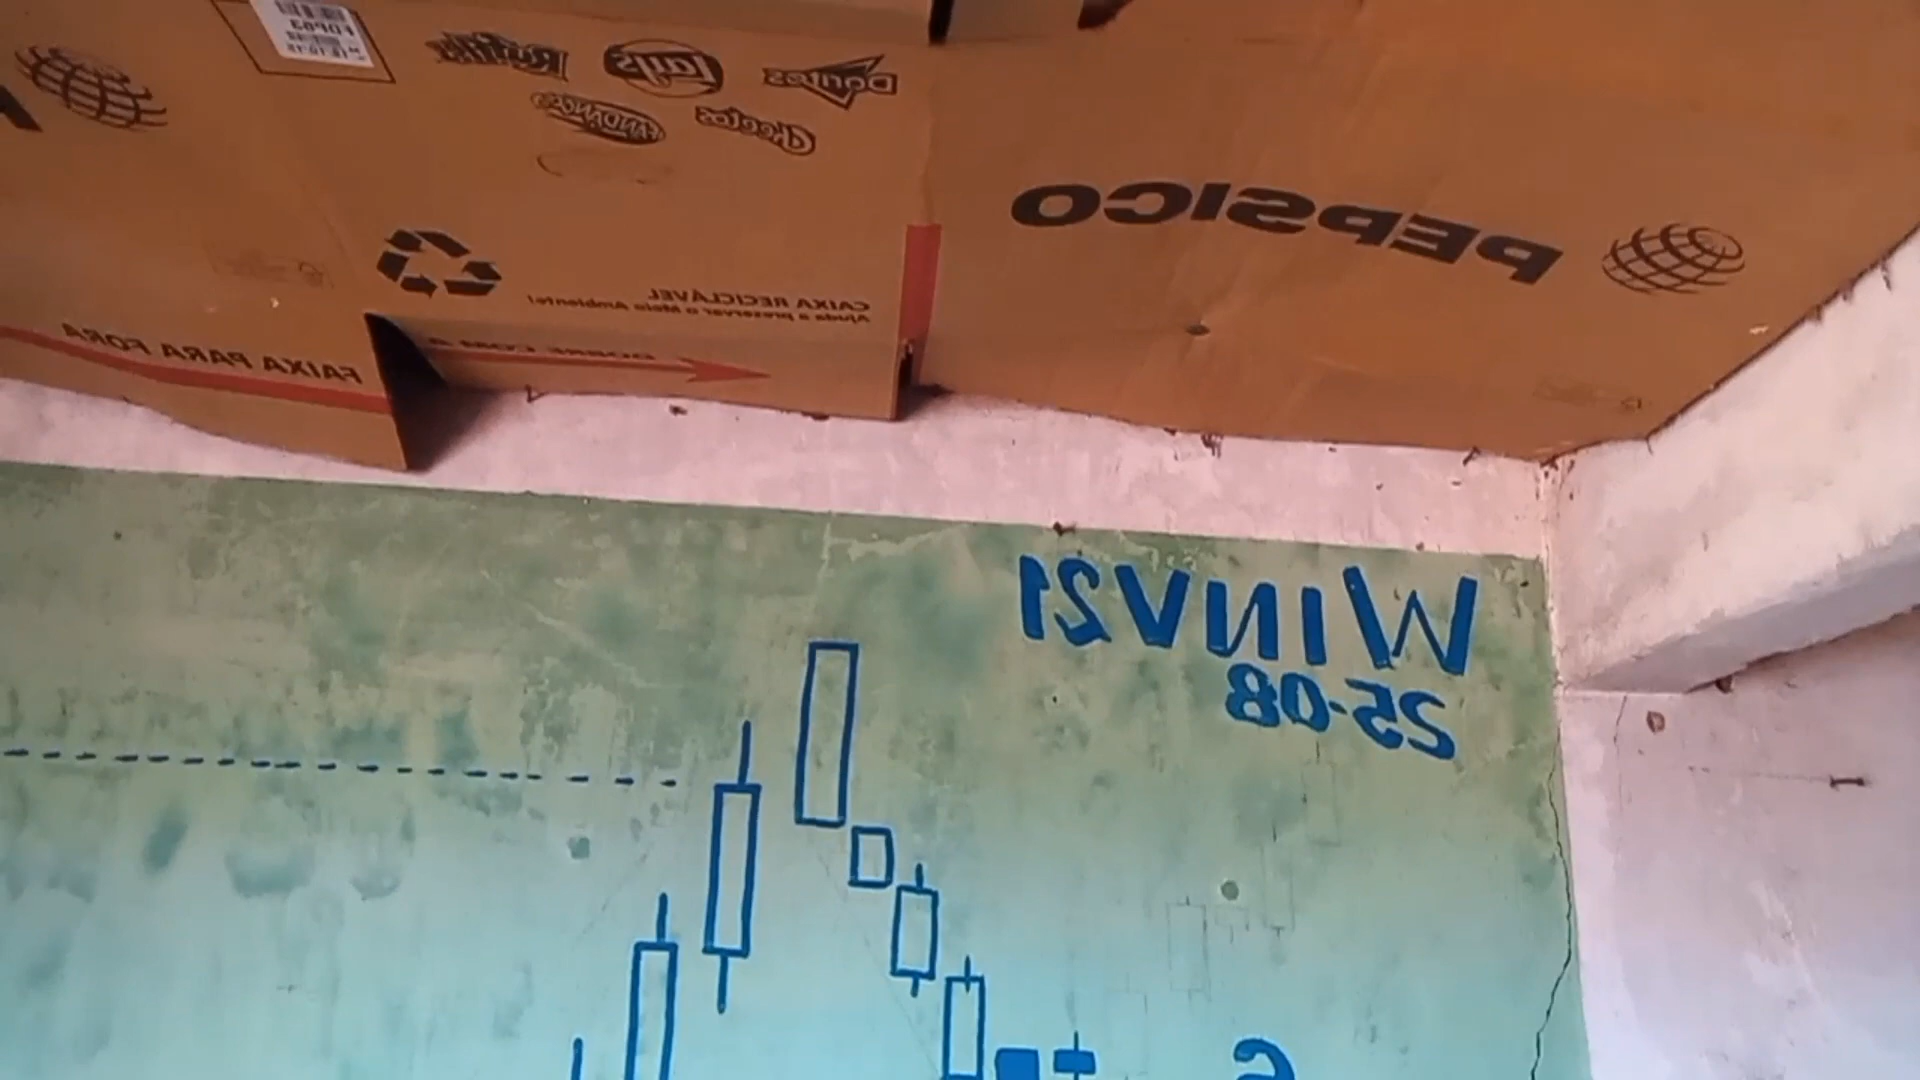 Ruffles Lay's Doritos
FANDANGOS Cheetos
PEPSICO
CAIXA RECICLÁVEL
Ajude a preservar o Meio Ambiente!
FAIXA PARA FORA
WINV21
25-08